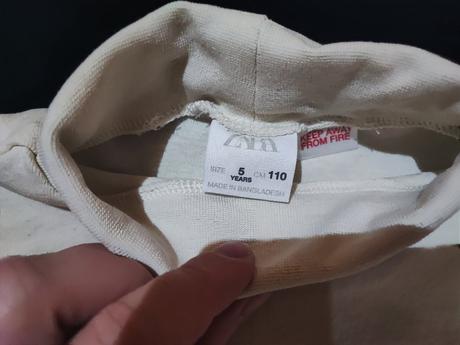 ZARA
SIZE 5 YEARS CM 110
MADE IN BANGLADESH
KEEP AWAY
FROM FIRE